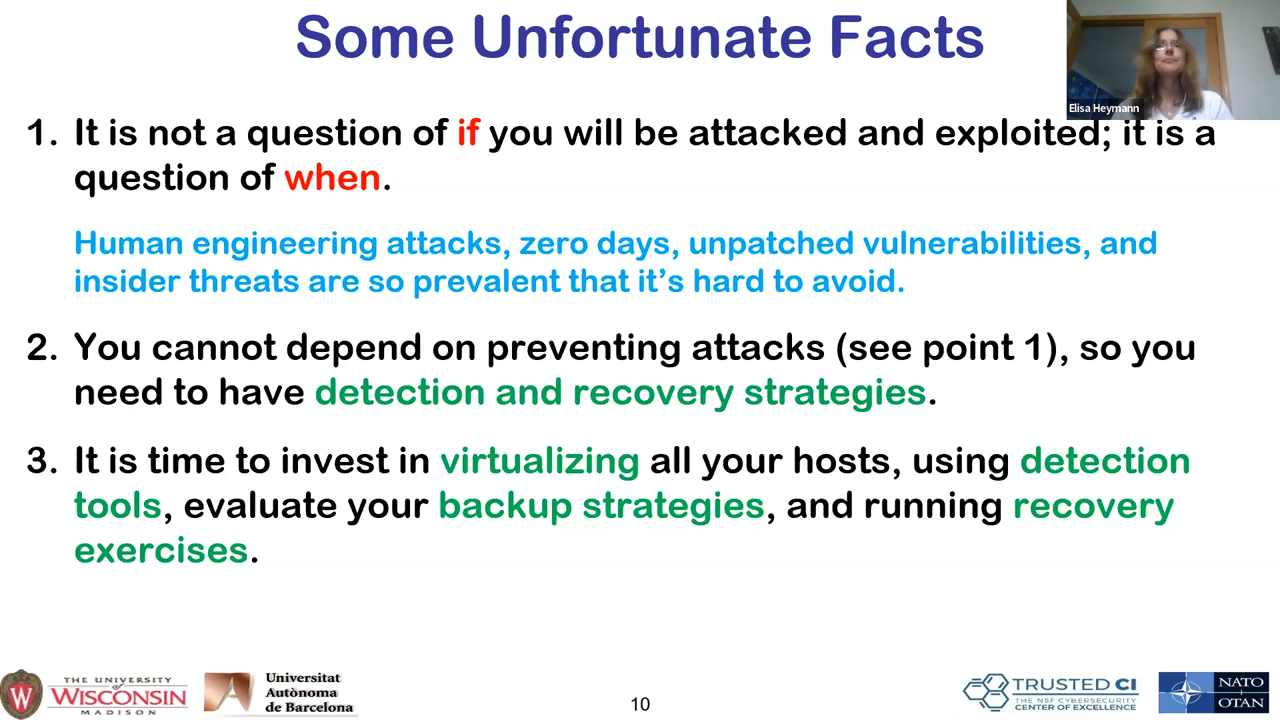 Some Unfortunate Facts
Elisa Heymann
1. It is not a question of if you will be attacked and exploited; it is a
question of when.
Human engineering attacks, zero days, unpatched vulnerabilities, and
insider threats are so prevalent that it’s hard to avoid.
2. You cannot depend on preventing attacks (see point 1), so you
need to have detection and recovery strategies.
3. It is time to invest in virtualizing all your hosts, using detection
tools, evaluate your backup strategies, and running recovery
exercises.
THE UNIVERSITY
of
WISCONSIN
MADISON
Universitat
Autònoma
de Barcelona
10
TRUSTED CI
THE NSF CYBERSECURITY
CENTER OF EXCELLENCE
NATO
OTAN